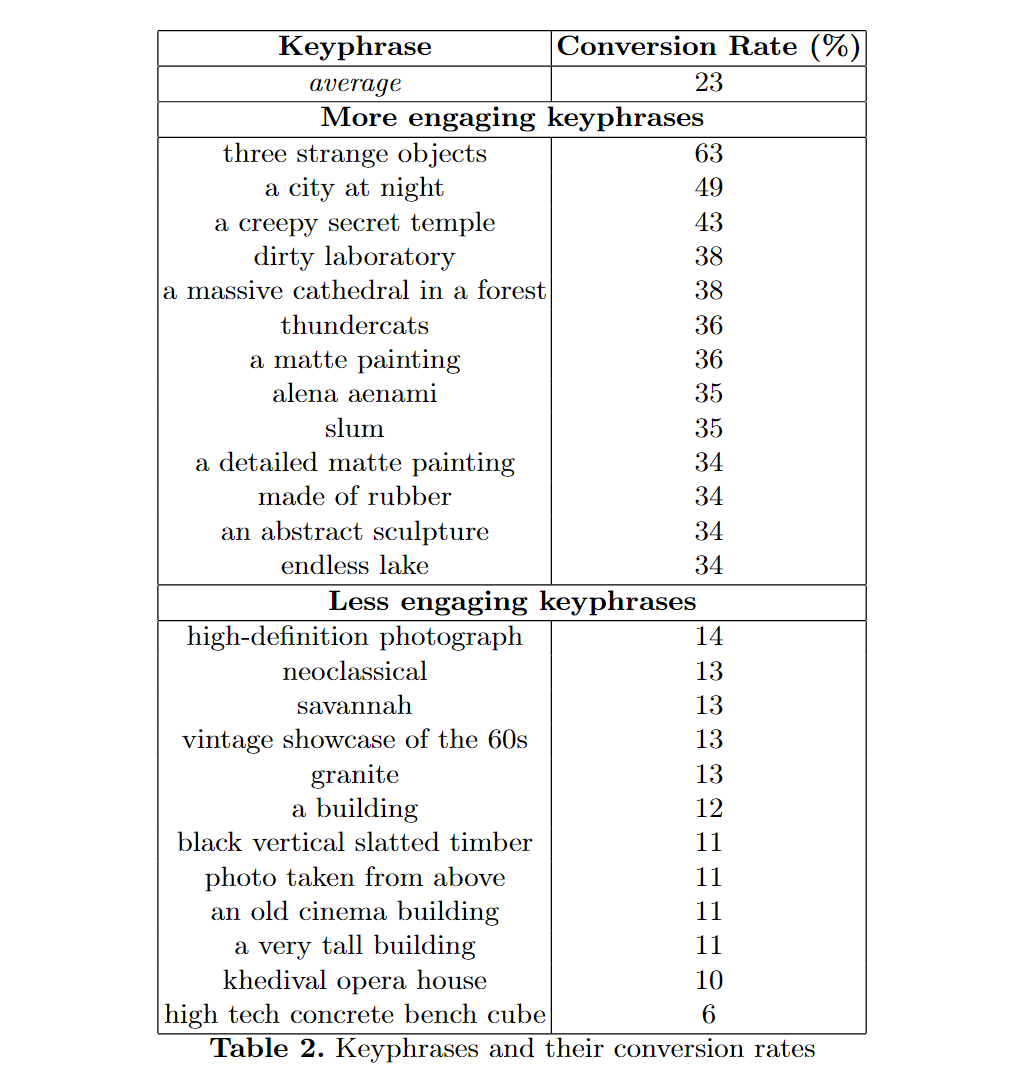 Keyphrase Conversion Rate (%)
average 23
More engaging keyphrases
three strange objects 63
a city at night 49
a creepy secret temple 43
dirty laboratory 38
a massive cathedral in a forest 38
thundercats 36
a matte painting 36
alena aenami 35
slum 35
a detailed matte painting 34
made of rubber 34
an abstract sculpture 34
endless lake 34
Less engaging keyphrases
high-definition photograph 14
neoclassical 13
savannah 13
vintage showcase of the 60s 13
granite 13
a building 12
black vertical slatted timber 11
photo taken from above 11
an old cinema building 11
a very tall building 11
khedival opera house 10
high tech concrete bench cube 6
Table 2. Keyphrases and their conversion rates